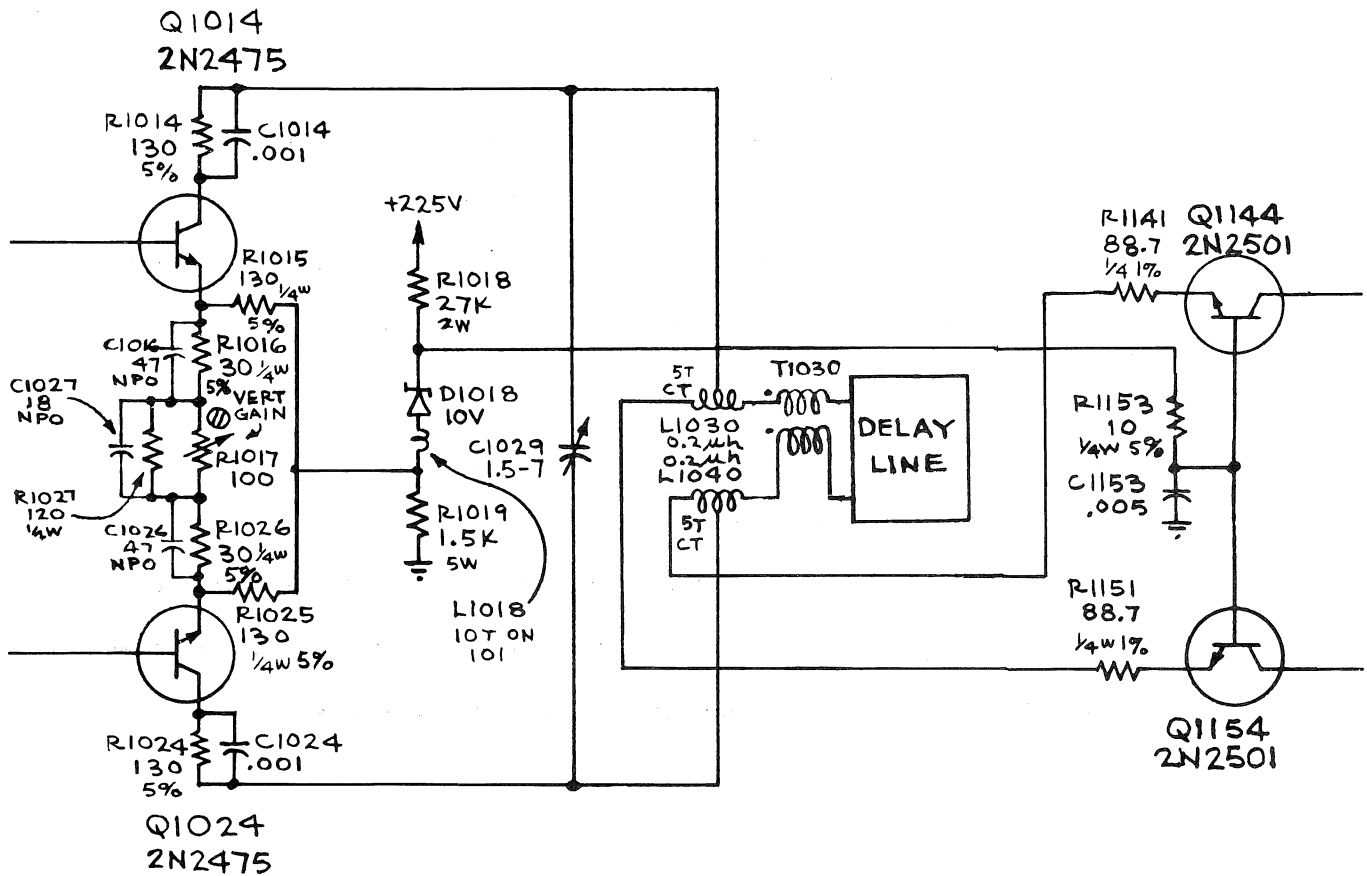 Q1014
2N2475
R1014
130
5%
C1014
.001
+225V
R1018
27K
2W
R1015
130
1/4W
5%
C1016
47
NPO
R1016
30 1/4W
5%
C1027
18
NPO
VERT
GAIN
R1017
100
R1027
120
1/4W
C1026
47
NPO
R1026
30 1/4W
5%
R1025
130
1/4W 5%
D1018
10V
R1019
1.5K
5W
L1018
10T ON
101
C1029
1.5-7
5T
CT
L1030
0.2μh
0.2μh
L1040
5T
CT
T1030
DELAY
LINE
R1141
88.7
1/4 1%
Q1144
2N2501
R1153
10
1/4W 5%
C1153
.005
R1151
88.7
1/4W 1%
Q1154
2N2501
R1024
130
5%
C1024
.001
Q1024
2N2475